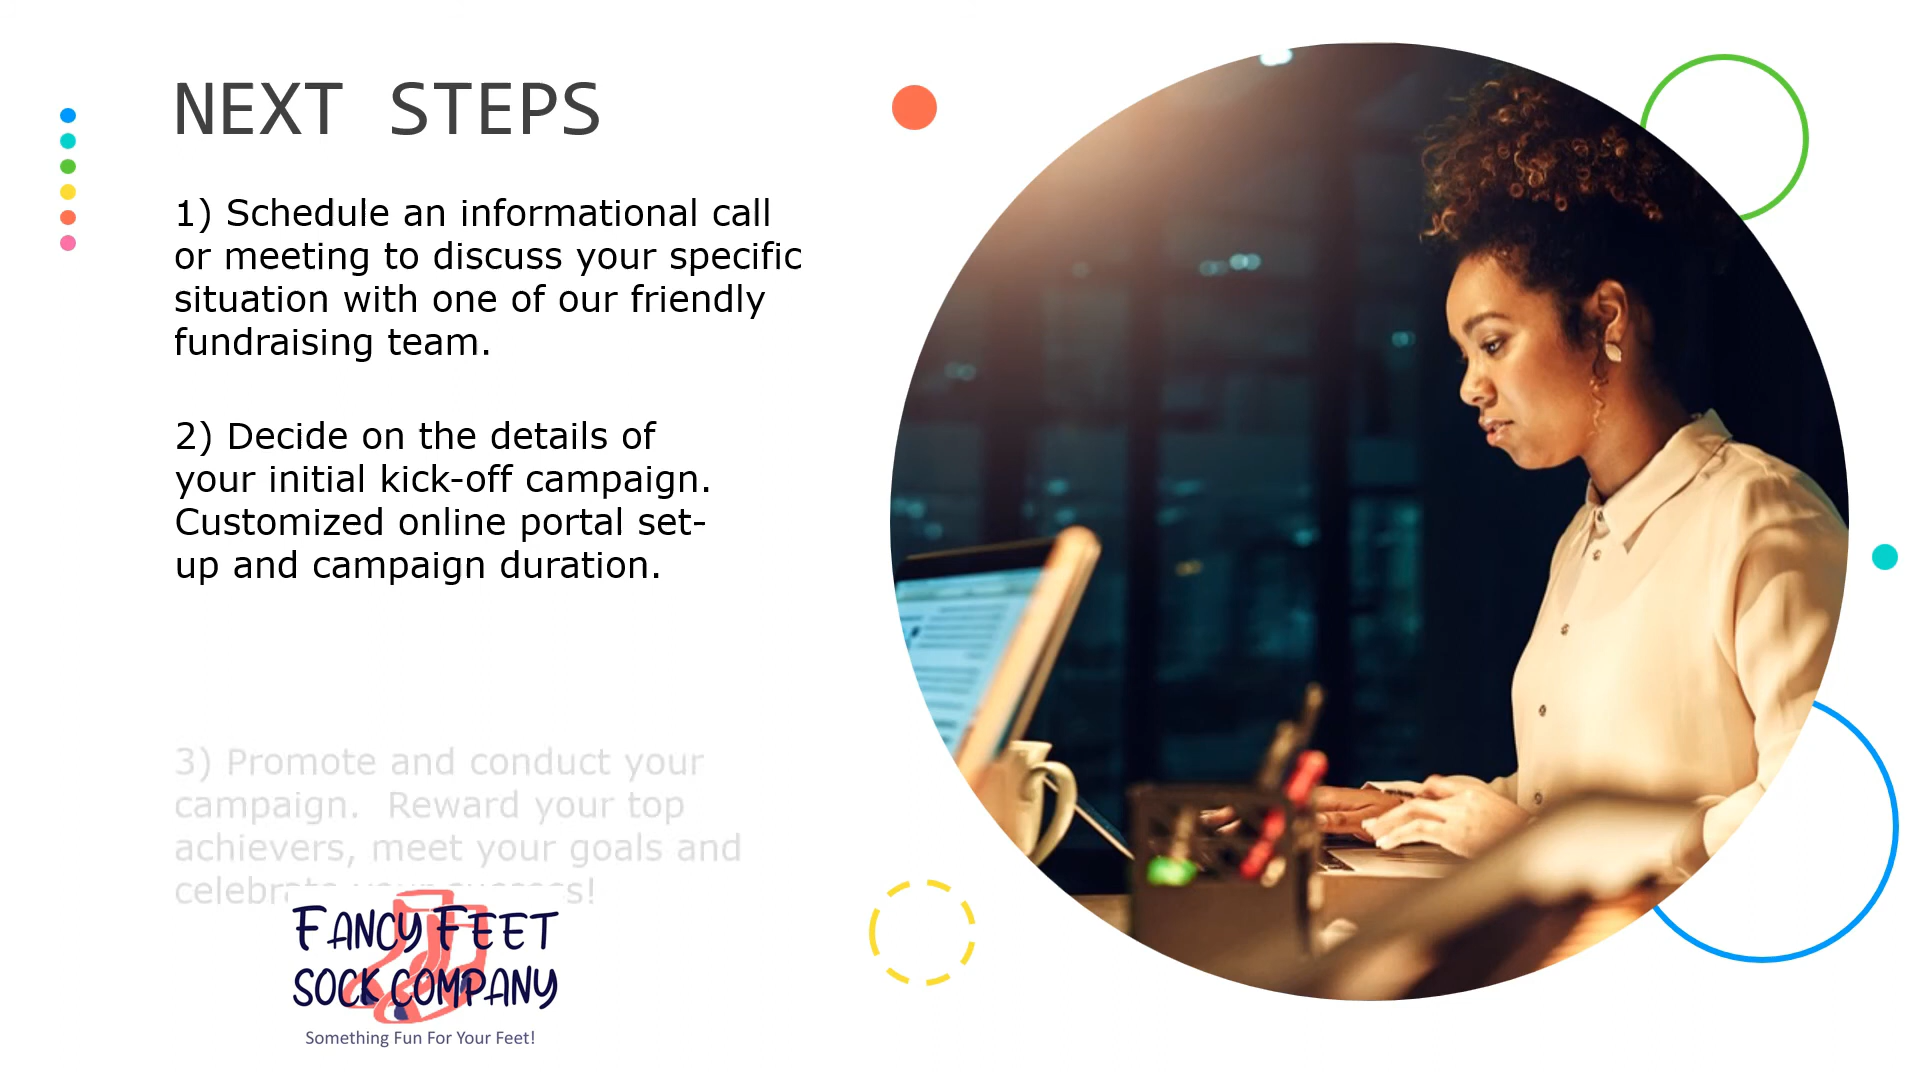 NEXT STEPS
1) Schedule an informational call
or meeting to discuss your specific
situation with one of our friendly
fundraising team.
2) Decide on the details of
your initial kick-off campaign.
Customized online portal set-
up and campaign duration.
3) Promote and conduct your
campaign.  Reward your top
achievers, meet your goals and
celebrate your success!
FANCY FEET
SOCK COMPANY
Something Fun For Your Feet!